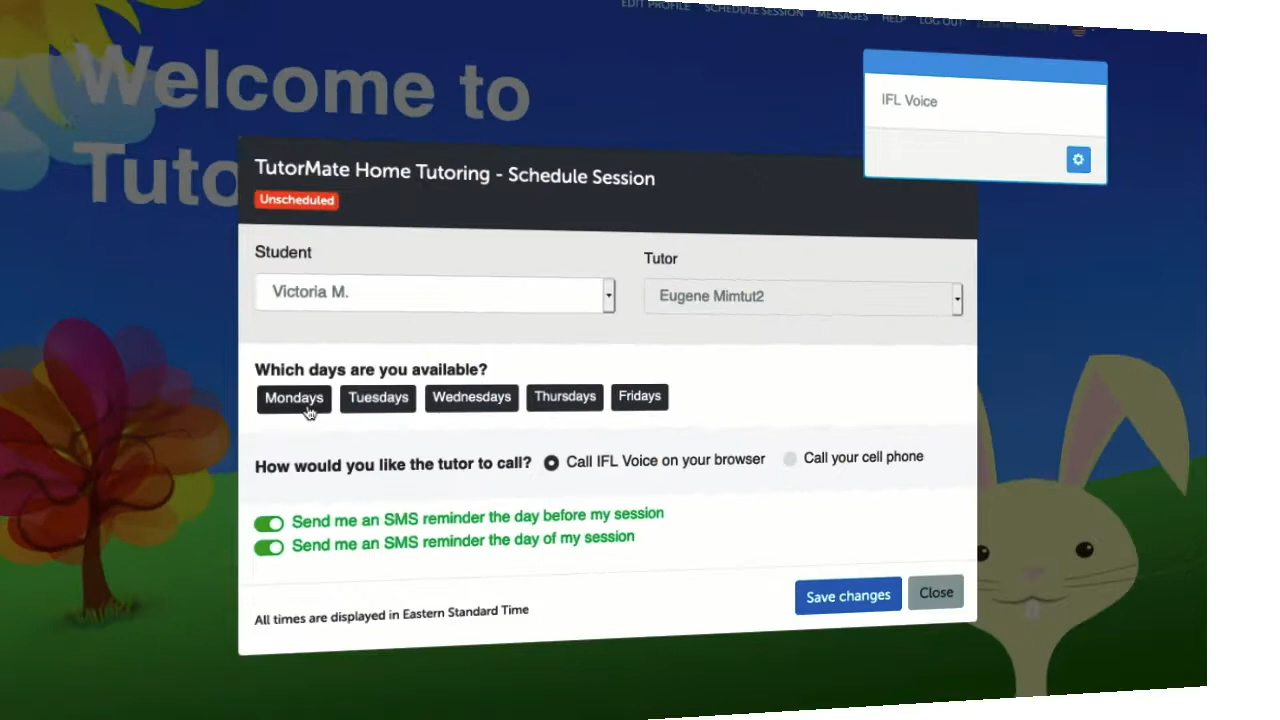 EDIT PROFILE SCHEDULE SESSION MESSAGES HELP LOG OUT
Welcome to
Tuto
IFL Voice
TutorMate Home Tutoring - Schedule Session
Unscheduled
Student
Tutor
Victoria M.
Eugene Mimtut2
Which days are you available?
Mondays Tuesdays Wednesdays Thursdays Fridays
How would you like the tutor to call? Call IFL Voice on your browser Call your cell phone
Send me an SMS reminder the day before my session
Send me an SMS reminder the day of my session
All times are displayed in Eastern Standard Time
Save changes Close